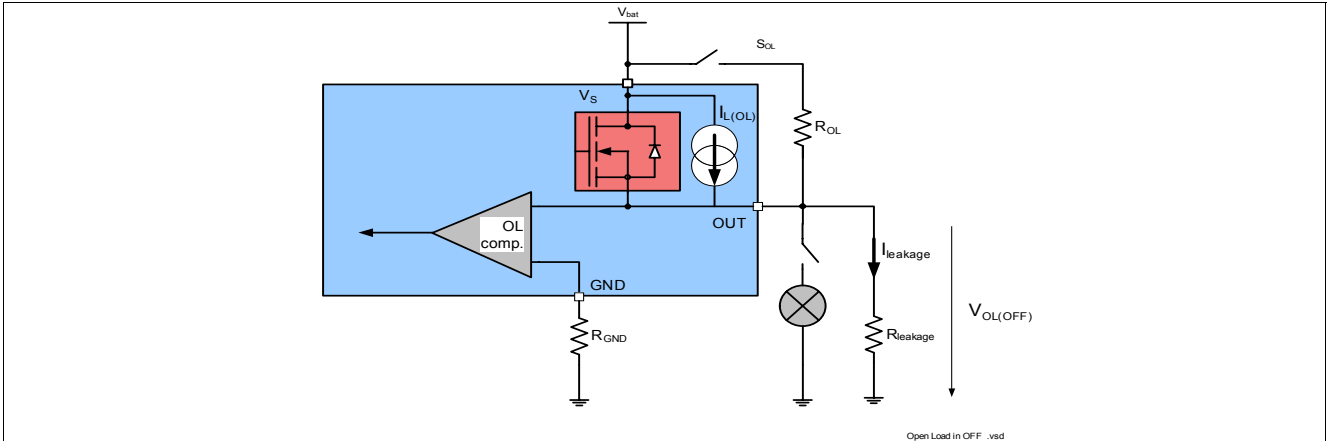 Vbat
SOL
VS
IL(OL)
ROL
OL
comp.
OUT
Ileakage
GND
VOL(OFF)
RGND
Rleakage
Open Load in OFF .vsd